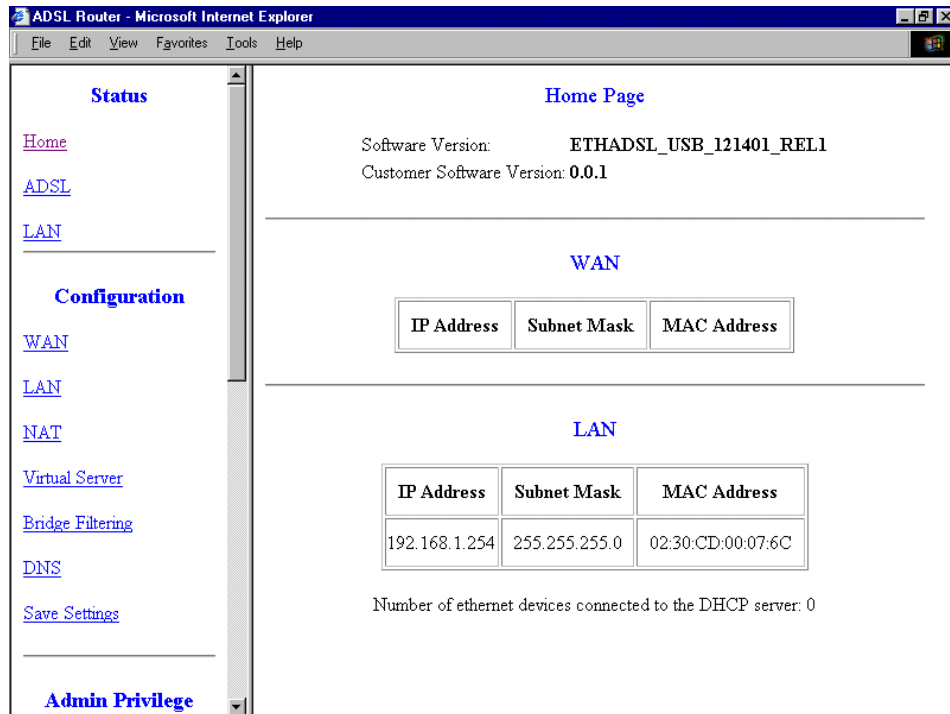 ADSL Router - Microsoft Internet Explorer
File Edit View Favorites Tools Help
Status
Home
ADSL
LAN
Configuration
WAN
LAN
NAT
Virtual Server
Bridge Filtering
DNS
Save Settings
Admin Privilege
Home Page
Software Version: ETHADSL_USB_121401_REL1
Customer Software Version: 0.0.1
WAN
IP Address Subnet Mask MAC Address
LAN
IP Address Subnet Mask MAC Address
192.168.1.254 255.255.255.0 02:30:CD:00:07:6C
Number of ethernet devices connected to the DHCP server: 0